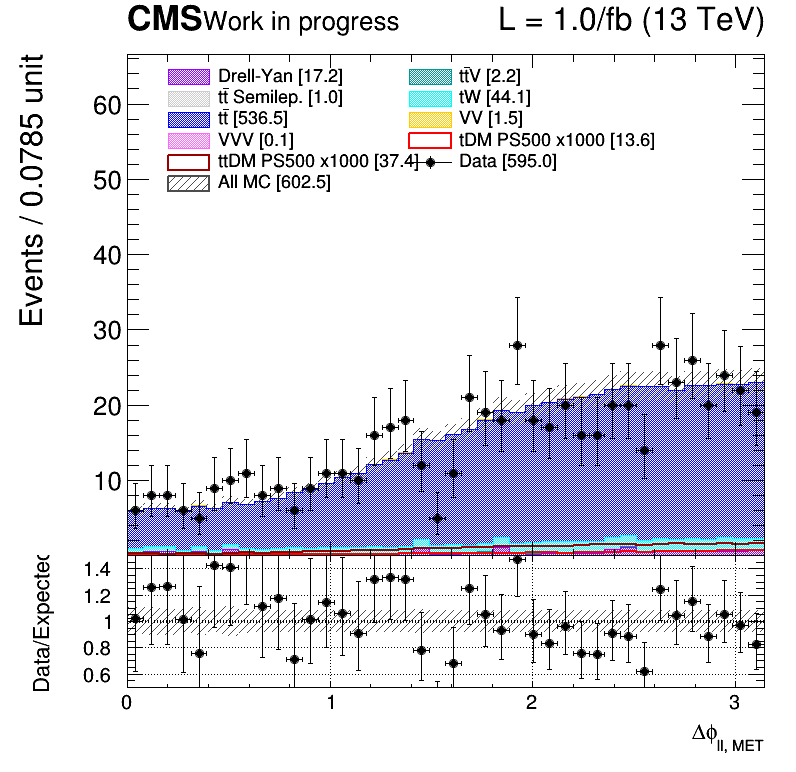 CMS Work in progress L = 1.0/fb (13 TeV)
Events / 0.0785 unit
Drell-Yan [17.2] tt̄V [2.2]
tt̄ Semilep. [1.0] tW [44.1]
tt̄ [536.5] VV [1.5]
VVV [0.1] tDM PS500 x1000 [13.6]
ttDM PS500 x1000 [37.4] Data [595.0]
All MC [602.5]
60
50
40
30
20
10
Data/Expected
1.4
1.2
1
0.8
0.6
0 1 2 3
Δϕll, MET